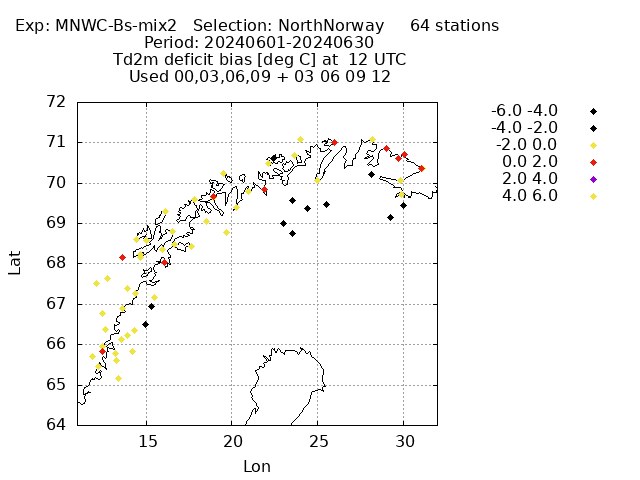 Exp: MNWC-Bs-mix2   Selection: NorthNorway     64 stations
Period: 20240601-20240630
Td2m deficit bias [deg C] at  12 UTC
Used 00,03,06,09 + 03 06 09 12
72
71
70
69
68
67
66
65
64
Lat
15 20 25 30
Lon
-6.0 -4.0
-4.0 -2.0
-2.0 0.0
0.0 2.0
2.0 4.0
4.0 6.0